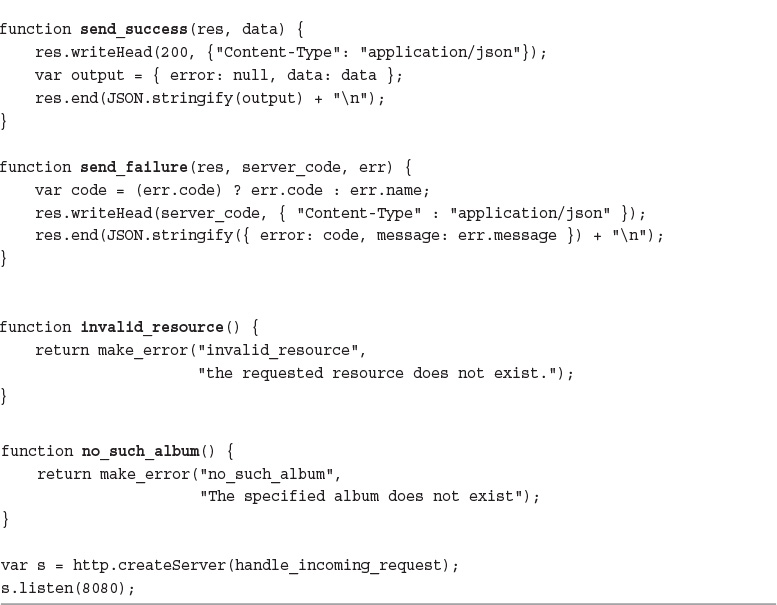 function send_success(res, data) {
    res.writeHead(200, {"Content-Type": "application/json"});
    var output = { error: null, data: data };
    res.end(JSON.stringify(output) + "\n");
}
function send_failure(res, server_code, err) {
    var code = (err.code) ? err.code : err.name;
    res.writeHead(server_code, { "Content-Type" : "application/json" });
    res.end(JSON.stringify({ error: code, message: err.message }) + "\n");
}
function invalid_resource() {
    return make_error("invalid_resource",
                      "the requested resource does not exist.");
}
function no_such_album() {
    return make_error("no_such_album",
                      "The specified album does not exist");
}
var s = http.createServer(handle_incoming_request);
s.listen(8080);